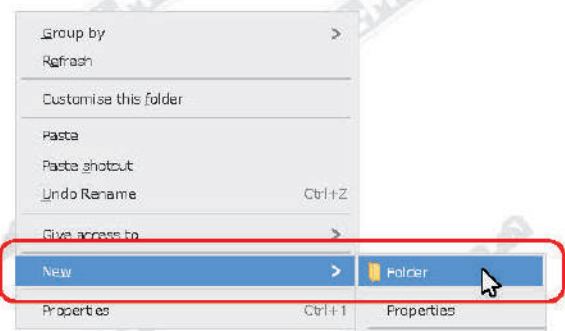 Group by >
Refresh
Customise this folder
Paste
Paste shotcut
Undo Rename Ctrl+Z
Give access to >
New > Folder
Properties Ctrl+1 Properties